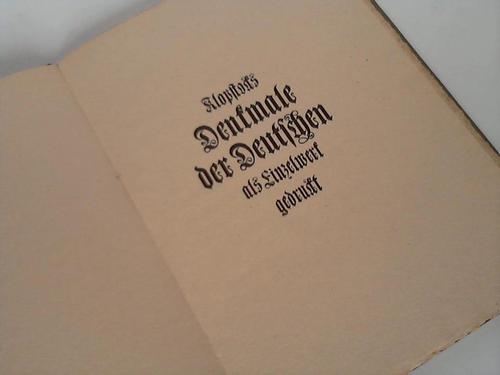 Klopstocks
Denkmale
der Deutschen
als Einzelwerk
gedruckt